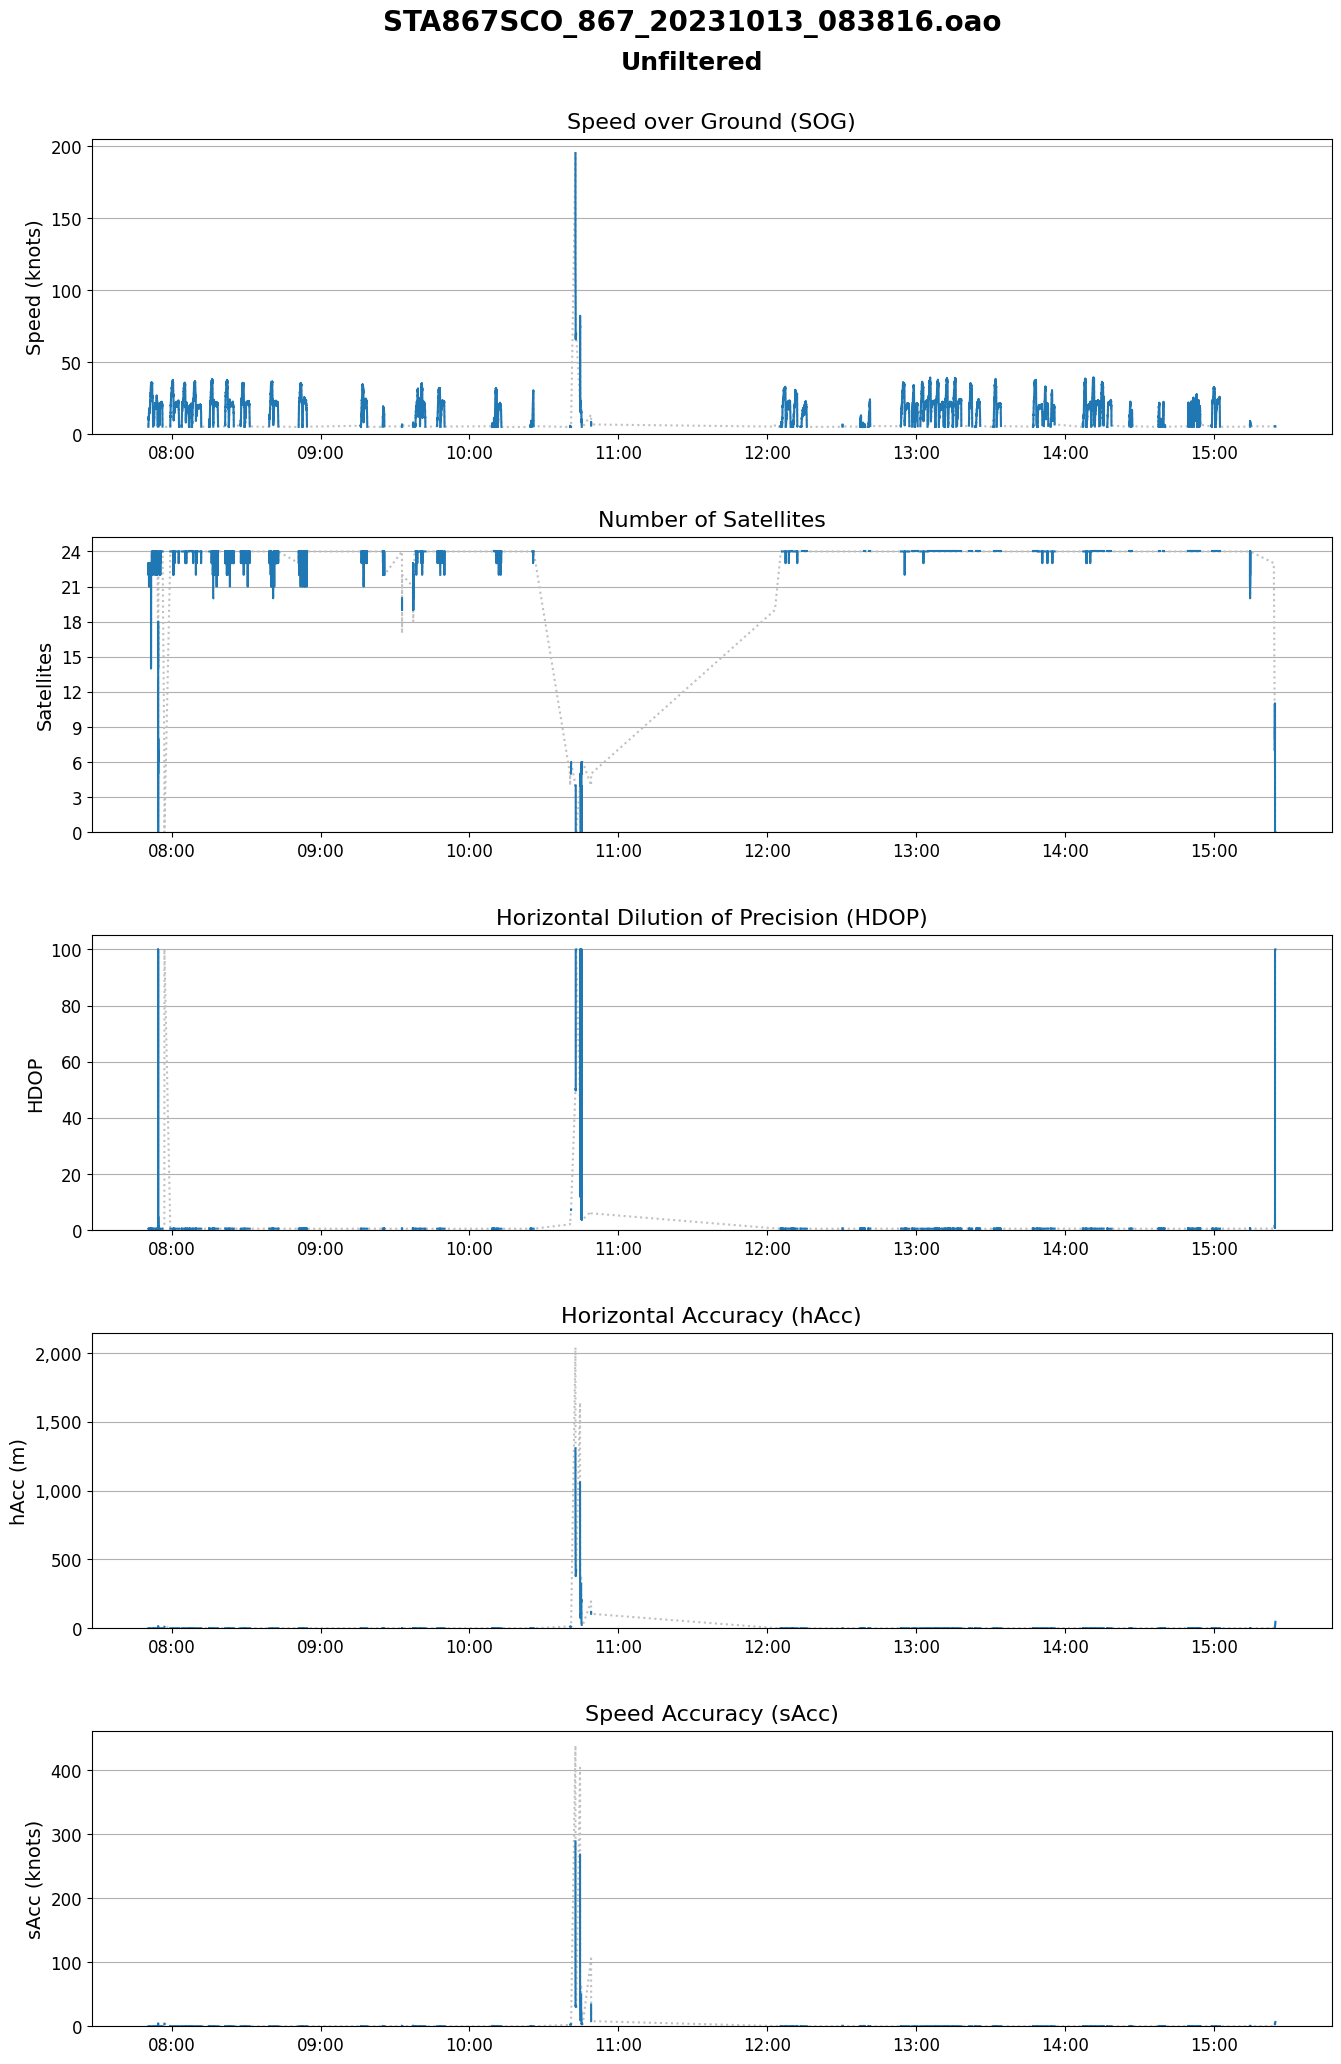 STA867SCO_867_20231013_083816.oao
Unfiltered
Speed over Ground (SOG)
Speed (knots)
200
150
100
50
0
08:00 09:00 10:00 11:00 12:00 13:00 14:00 15:00
Number of Satellites
Satellites
24
21
18
15
12
9
6
3
0
08:00 09:00 10:00 11:00 12:00 13:00 14:00 15:00
Horizontal Dilution of Precision (HDOP)
HDOP
100
80
60
40
20
0
08:00 09:00 10:00 11:00 12:00 13:00 14:00 15:00
Horizontal Accuracy (hAcc)
hAcc (m)
2,000
1,500
1,000
500
0
08:00 09:00 10:00 11:00 12:00 13:00 14:00 15:00
Speed Accuracy (sAcc)
sAcc (knots)
400
300
200
100
0
08:00 09:00 10:00 11:00 12:00 13:00 14:00 15:00